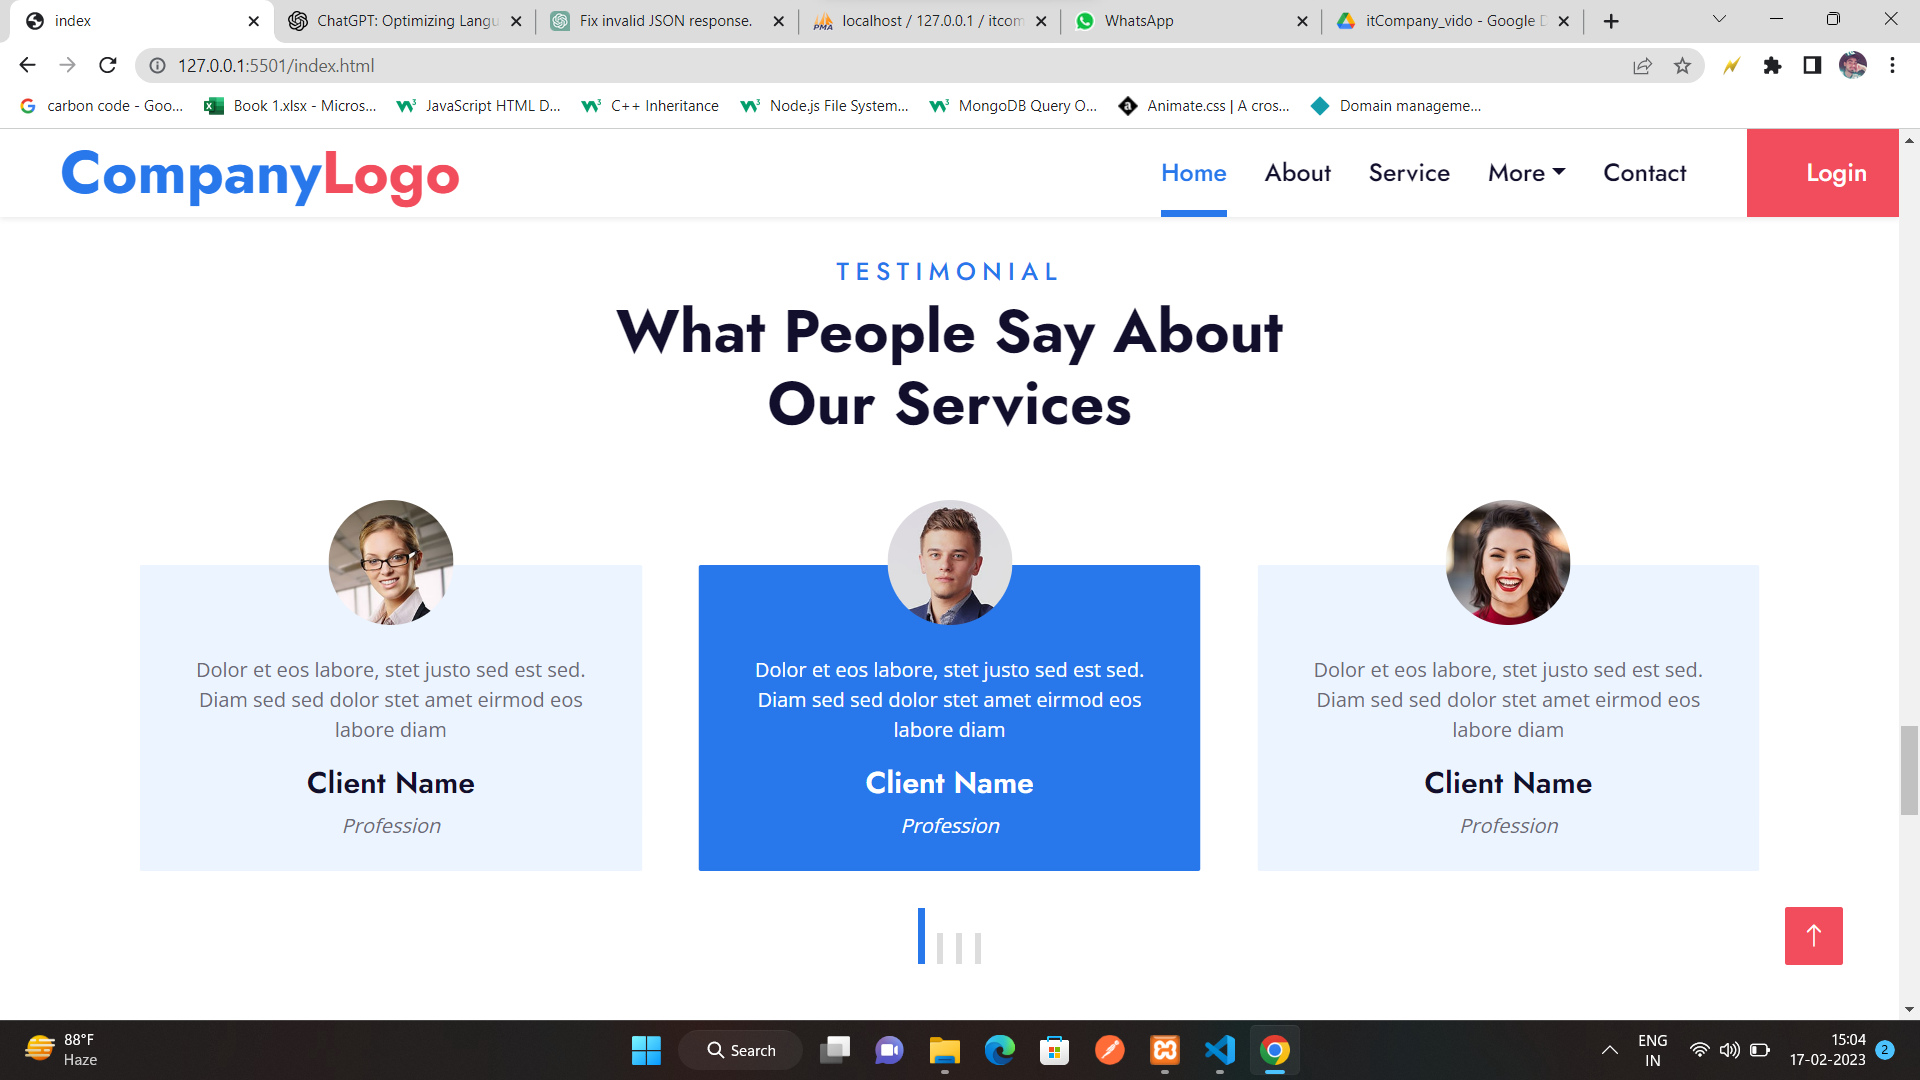 index
ChatGPT: Optimizing Langu
Fix invalid JSON response.
localhost / 127.0.0.1 / itcom
WhatsApp
itCompany_vido - Google D
127.0.0.1:5501/index.html
carbon code - Goo...
Book 1.xlsx - Micros...
JavaScript HTML D...
C++ Inheritance
Node.js File System...
MongoDB Query O...
Animate.css | A cros...
Domain manageme...
CompanyLogo
Home
About
Service
More
Contact
Login
TESTIMONIAL
What People Say About
Our Services
Dolor et eos labore, stet justo sed est sed.
Diam sed sed dolor stet amet eirmod eos
labore diam
Client Name
Profession
Dolor et eos labore, stet justo sed est sed.
Diam sed sed dolor stet amet eirmod eos
labore diam
Client Name
Profession
Dolor et eos labore, stet justo sed est sed.
Diam sed sed dolor stet amet eirmod eos
labore diam
Client Name
Profession
88°F
Haze
Search
ENG
IN
15:04
17-02-2023
2